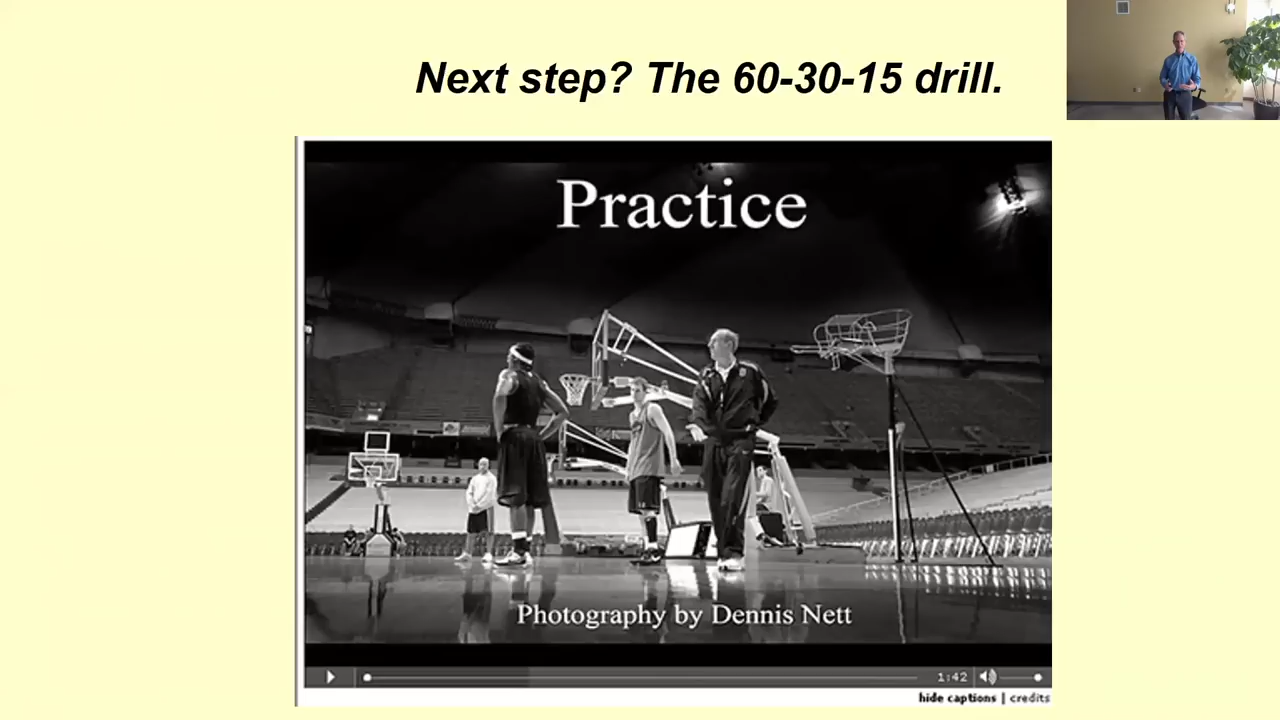 Next step? The 60-30-15 drill.
Practice
Photography by Dennis Nett
1:42
hide captions | credits